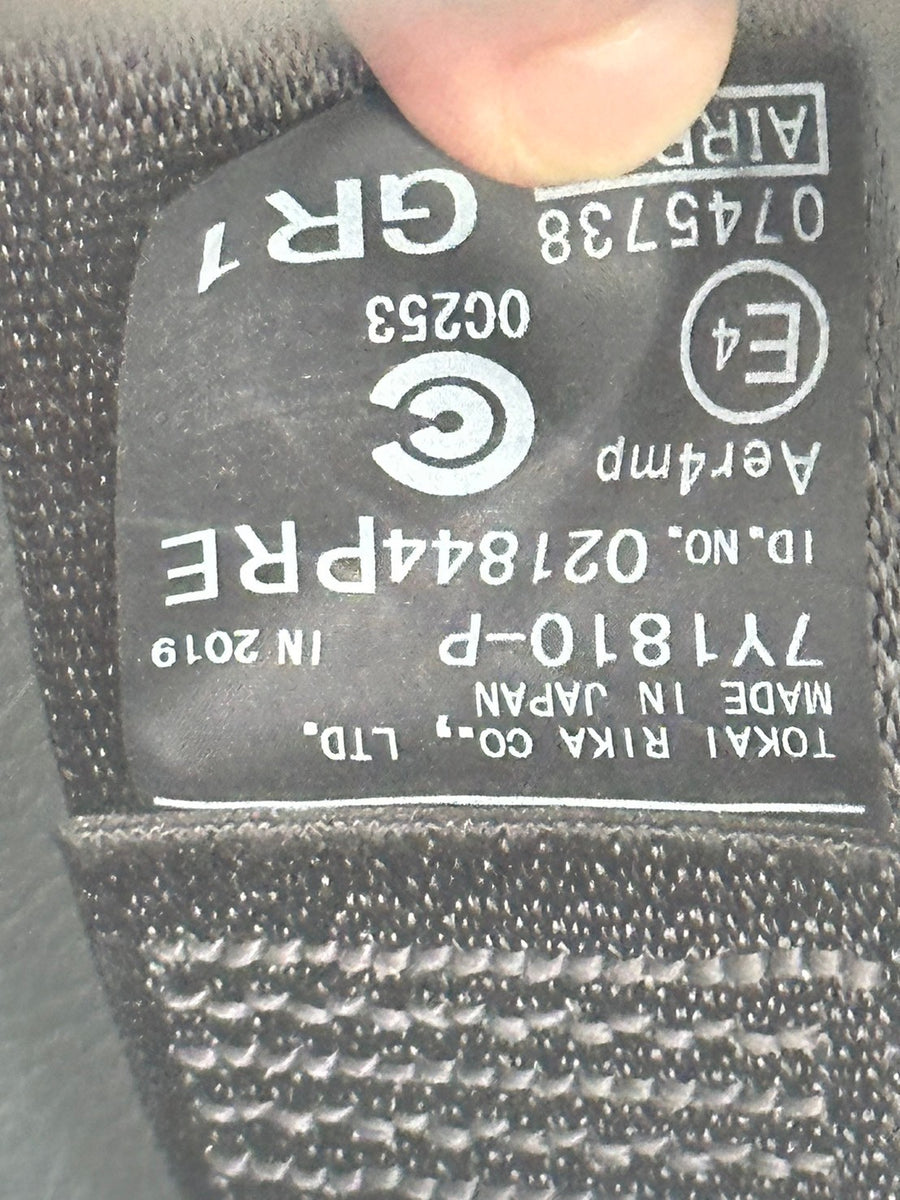 TOKAI RIKA CO., LTD.
MADE IN JAPAN
7Y1810-P IN 2019
ID.NO. 021844PRE
Aer4mp
E4
0C253
0745738
GR1